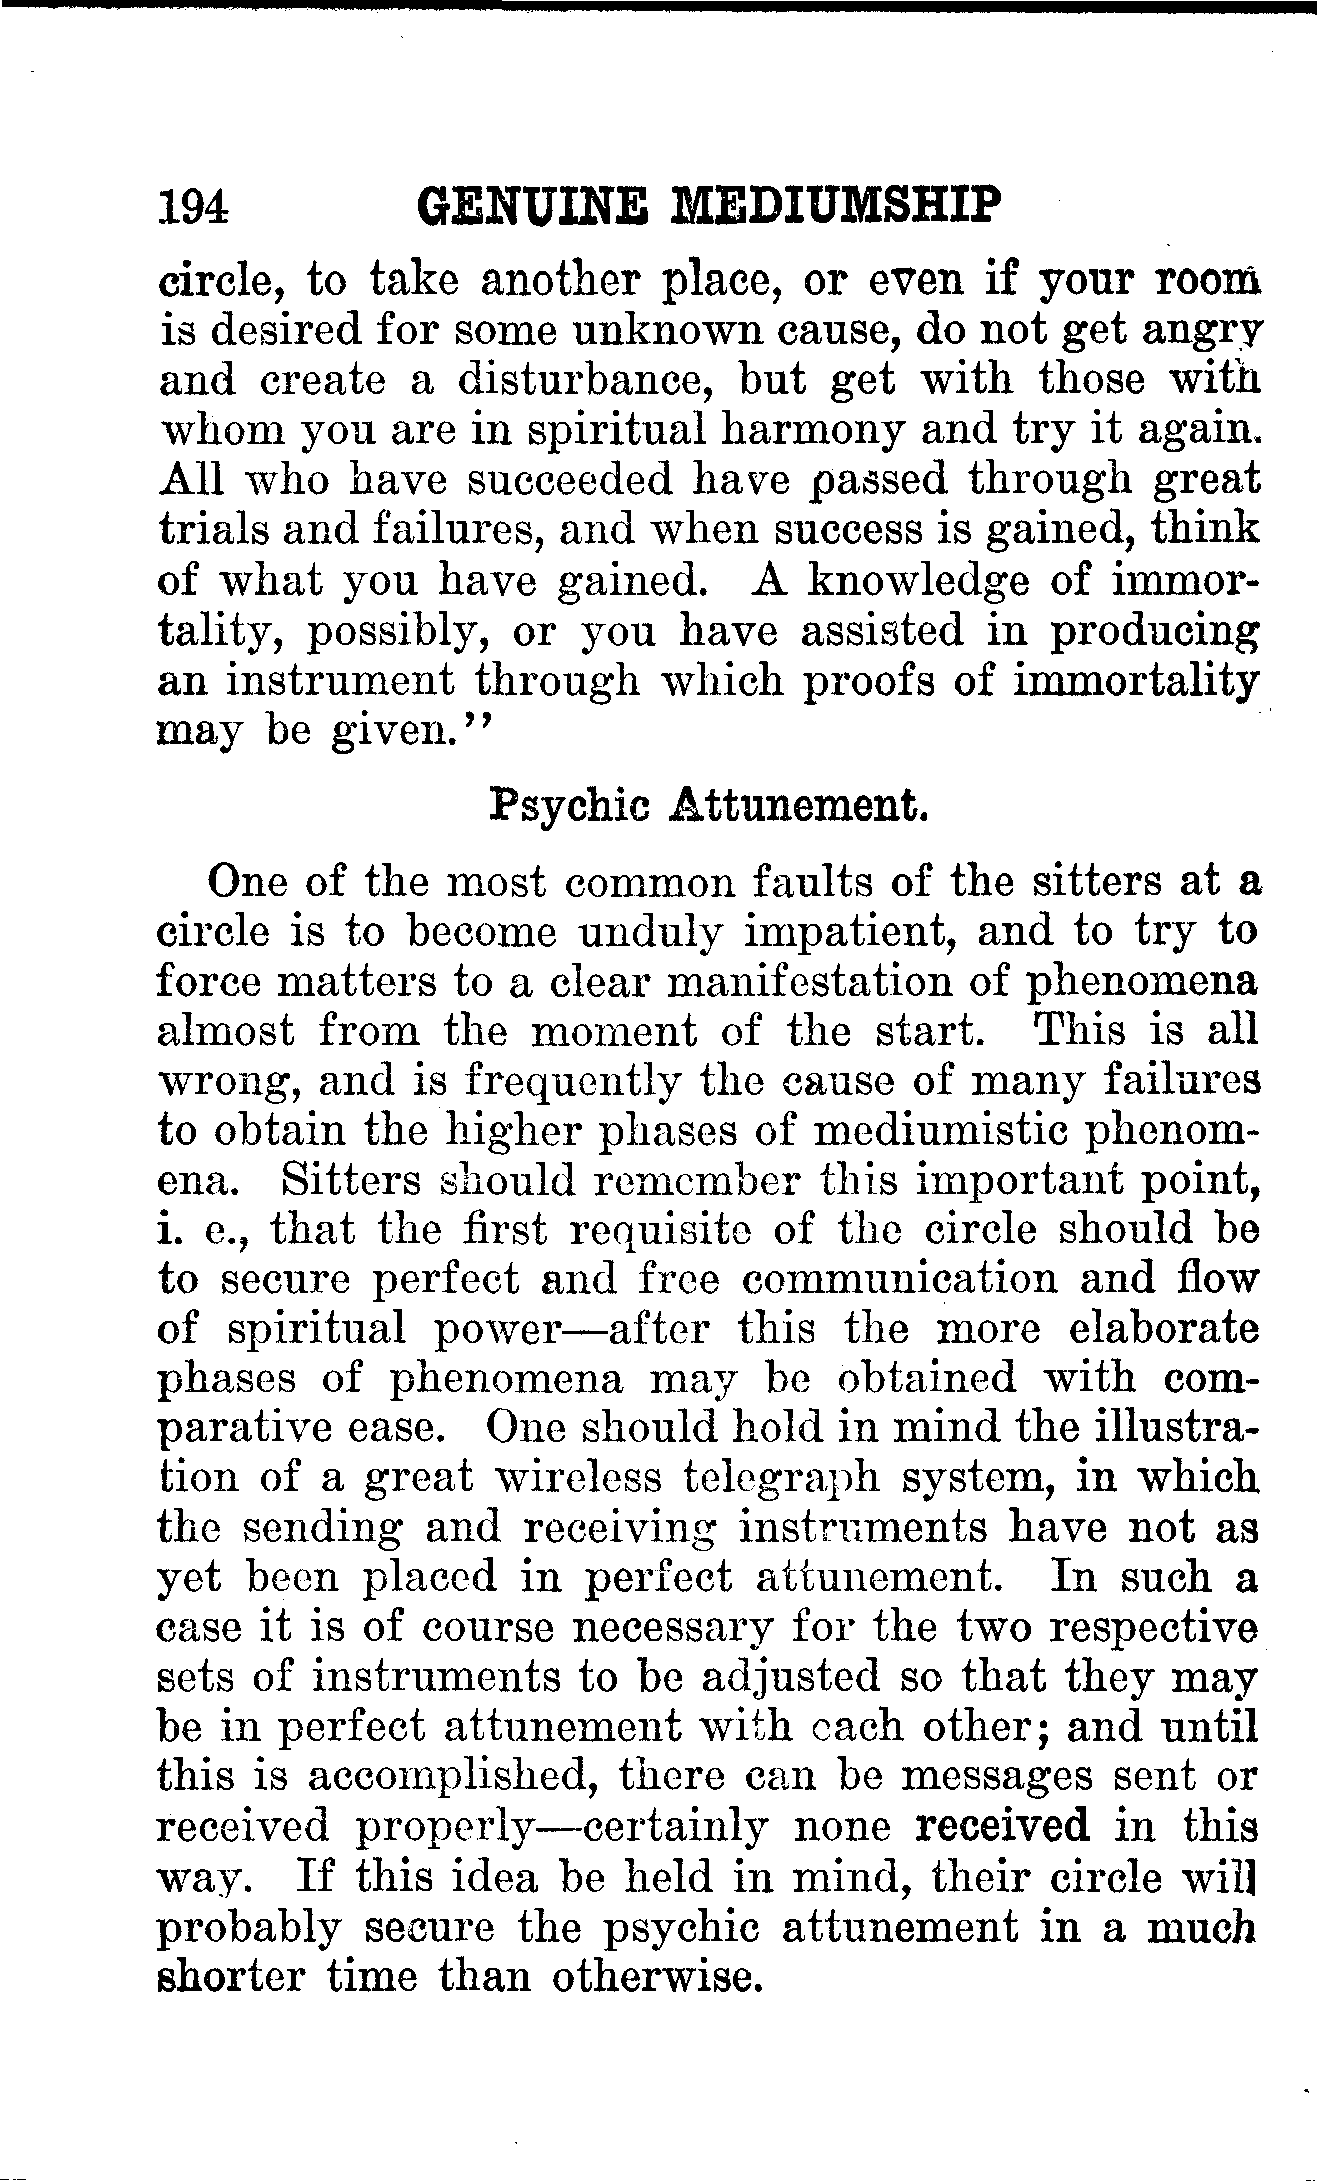 194 GENUINE MEDIUMSHIP
circle, to take another place, or even if your room
is desired for some unknown cause, do not get angry
and create a disturbance, but get with those with
whom you are in spiritual harmony and try it again.
All who have succeeded have passed through great
trials and failures, and when success is gained, think
of what you have gained. A knowledge of immor-
tality, possibly, or you have assisted in producing
an instrument through which proofs of immortality
may be given.''
Psychic Attunement.
One of the most common faults of the sitters at a
circle is to become unduly impatient, and to try to
force matters to a clear manifestation of phenomena
almost from the moment of the start. This is all
wrong, and is frequently the cause of many failures
to obtain the higher phases of mediumistic phenom-
ena. Sitters should remember this important point,
i. e., that the first requisite of the circle should be
to secure perfect and free communication and flow
of spiritual power—after this the more elaborate
phases of phenomena may be obtained with com-
parative ease. One should hold in mind the illustra-
tion of a great wireless telegraph system, in which
the sending and receiving instruments have not as
yet been placed in perfect attunement. In such a
case it is of course necessary for the two respective
sets of instruments to be adjusted so that they may
be in perfect attunement with each other; and until
this is accomplished, there can be messages sent or
received properly—certainly none received in this
way. If this idea be held in mind, their circle will
probably secure the psychic attunement in a much
shorter time than otherwise.